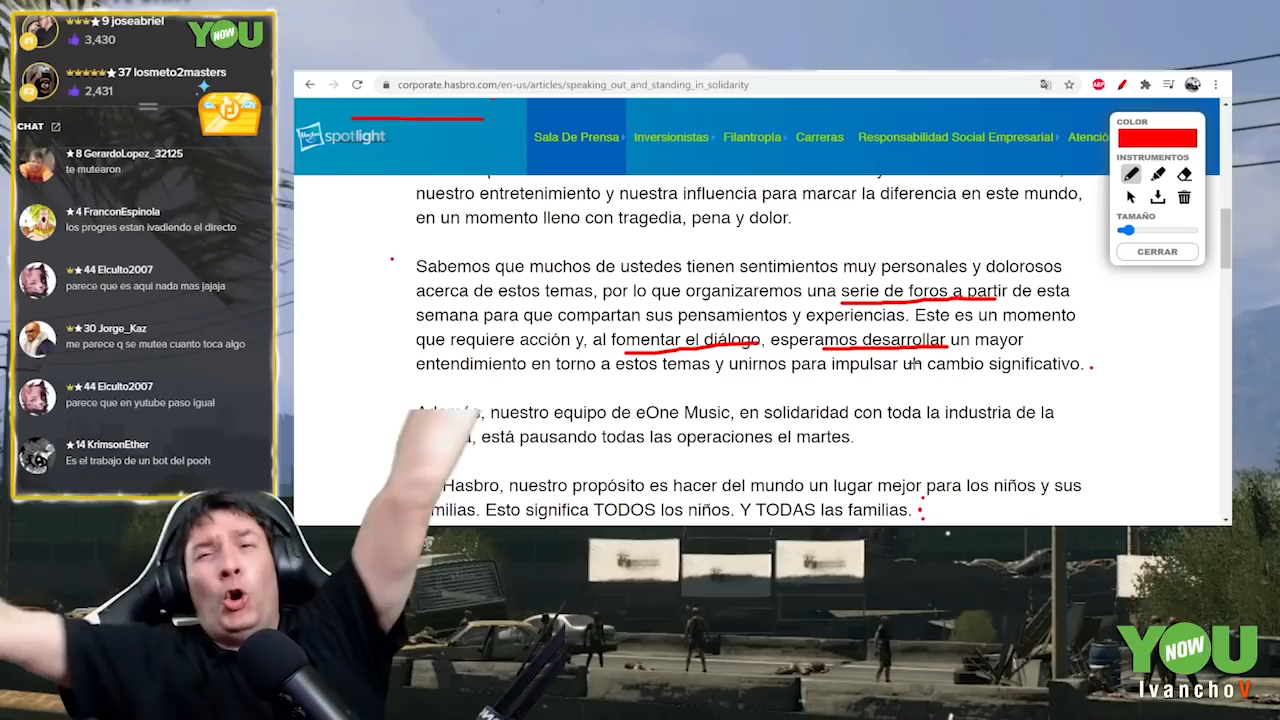 9 joseabriel
3,430
YOU
NOW
37 losmeto2masters
2,431
CHAT
8 GerardoLopez_32125
te mutearon
4 FranconEspinola
los progres estan ivadiendo el directo
44 Elculto2007
parece que es aqui nada mas jajaja
30 Jorge_Kaz
me parece q se mutea cuanto toca algo
44 Elculto2007
parece que en yutube paso igual
14 KrimsonEther
Es el trabajo de un bot del pooh
corporate.hasbro.com/en-us/articles/speaking_out_and_standing_in_solidarity
spotlight
Sala De Prensa
Inversionistas
Filantropía
Carreras
Responsabilidad Social Empresarial
Atenció
nuestro entretenimiento y nuestra influencia para marcar la diferencia en este mundo,
en un momento lleno con tragedia, pena y dolor.
Sabemos que muchos de ustedes tienen sentimientos muy personales y dolorosos
acerca de estos temas, por lo que organizaremos una serie de foros a partir de esta
semana para que compartan sus pensamientos y experiencias. Este es un momento
que requiere acción y, al fomentar el diálogo, esperamos desarrollar un mayor
entendimiento en torno a estos temas y unirnos para impulsar un cambio significativo.
nuestro equipo de eOne Music, en solidaridad con toda la industria de la
está pausando todas las operaciones el martes.
Hasbro, nuestro propósito es hacer del mundo un lugar mejor para los niños y sus
Esto significa TODOS los niños. Y TODAS las familias.
COLOR
INSTRUMENTOS
TAMAÑO
CERRAR
YOU
NOW
IvanchoV